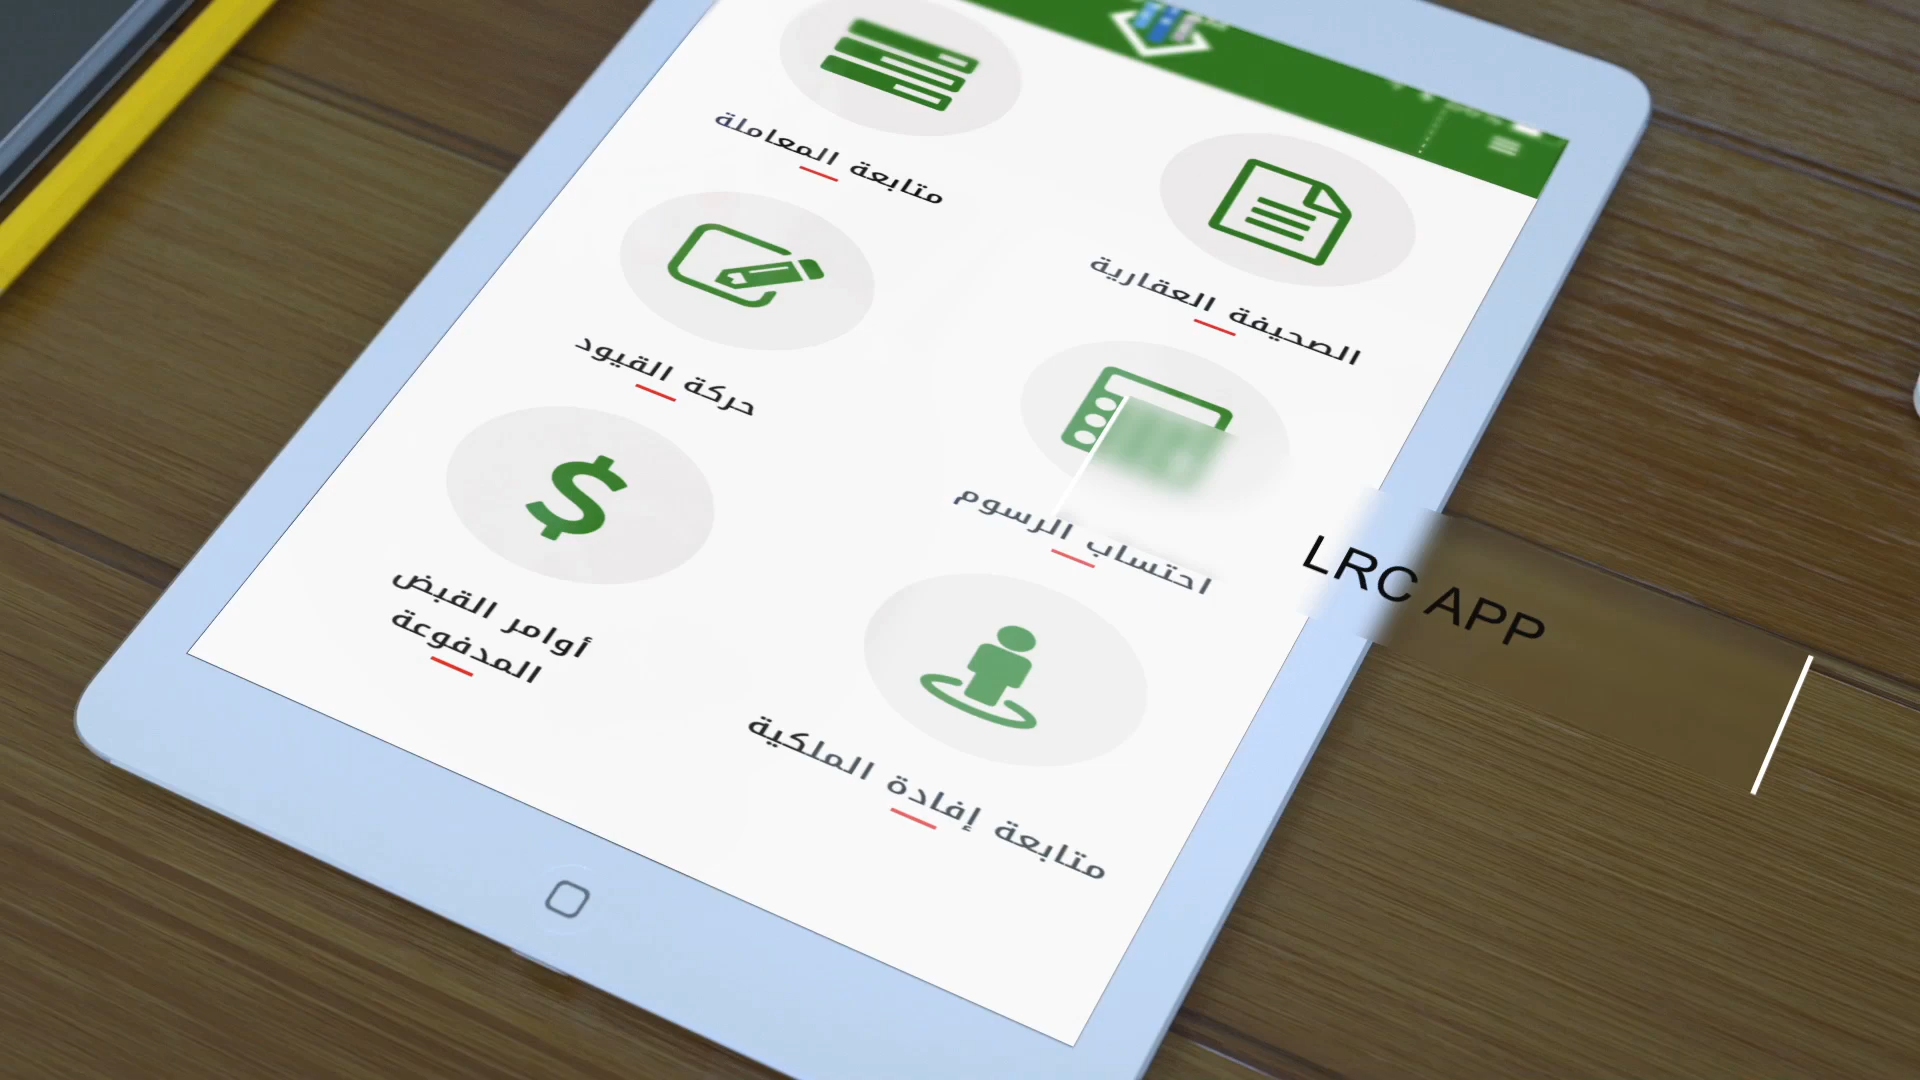 الصحيفة العقارية
متابعة المعاملة
احتساب الرسوم
حركة القيود
متابعة إفادة الملكية
أوامر القبض
المدفوعة
LRC APP